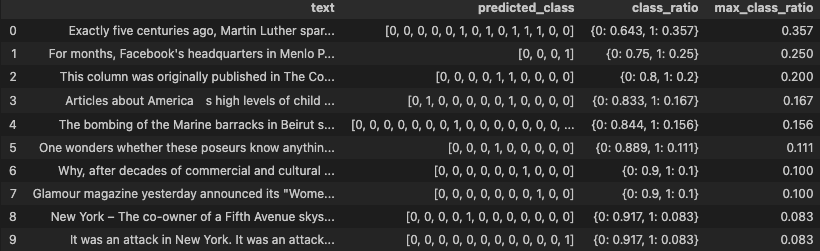 text predicted_class class_ratio max_class_ratio
0 Exactly five centuries ago, Martin Luther spar... [0, 0, 0, 0, 0, 1, 0, 1, 0, 1, 1, 1, 0, 0] {0: 0.643, 1: 0.357} 0.357
1 For months, Facebook's headquarters in Menlo P... [0, 0, 0, 1] {0: 0.75, 1: 0.25} 0.250
2 This column was originally published in The Co... [0, 0, 0, 0, 1, 1, 0, 0, 0, 0] {0: 0.8, 1: 0.2} 0.200
3 Articles about America s high levels of child ... [0, 1, 0, 0, 0, 0, 0, 1, 0, 0, 0, 0] {0: 0.833, 1: 0.167} 0.167
4 The bombing of the Marine barracks in Beirut s... [0, 0, 0, 0, 0, 0, 0, 1, 0, 0, 0, 0, 0, 0, 0, ... {0: 0.844, 1: 0.156} 0.156
5 One wonders whether these poseurs know anythin... [0, 0, 0, 1, 0, 0, 0, 0, 0] {0: 0.889, 1: 0.111} 0.111
6 Why, after decades of commercial and cultural ... [0, 0, 0, 0, 0, 0, 0, 1, 0, 0] {0: 0.9, 1: 0.1} 0.100
7 Glamour magazine yesterday announced its "Wome... [0, 0, 0, 0, 0, 0, 0, 1, 0, 0] {0: 0.9, 1: 0.1} 0.100
8 New York – The co-owner of a Fifth Avenue skys... [0, 0, 0, 0, 1, 0, 0, 0, 0, 0, 0, 0] {0: 0.917, 1: 0.083} 0.083
9 It was an attack in New York. It was an attack... [0, 0, 0, 0, 0, 0, 0, 0, 0, 0, 0, 1] {0: 0.917, 1: 0.083} 0.083